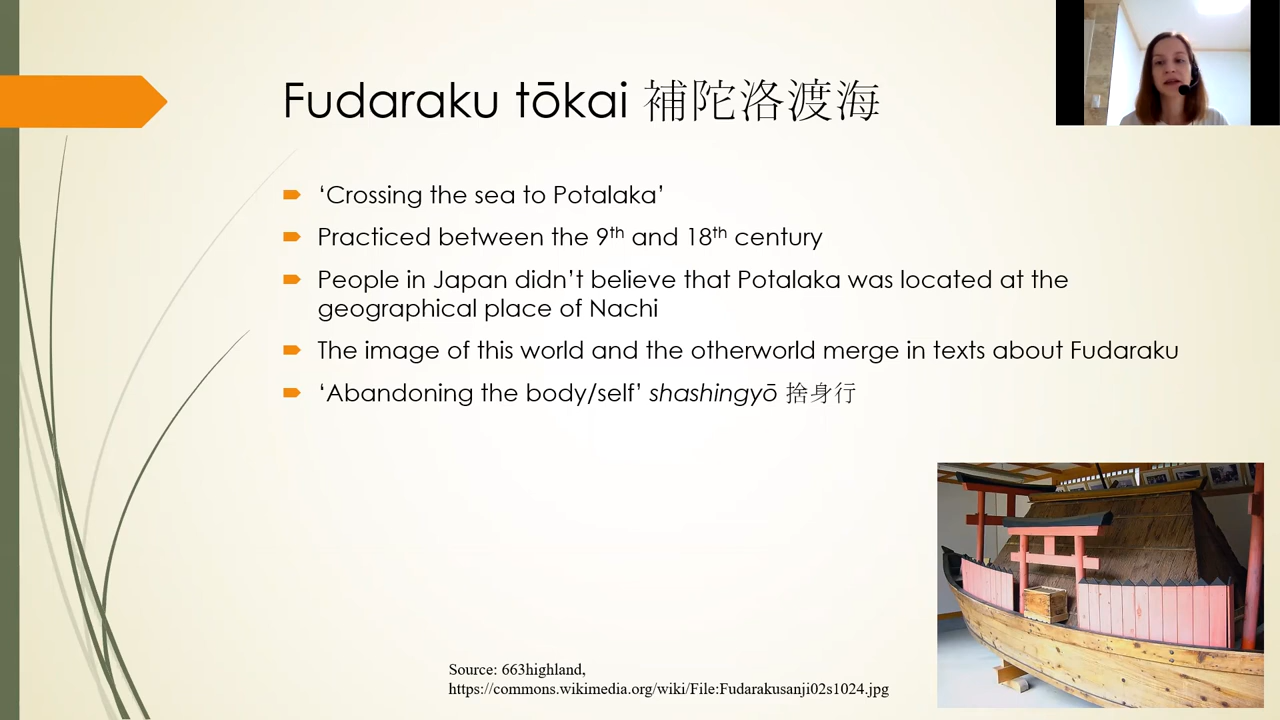 Fudaraku tōkai 補陀洛渡海
‘Crossing the sea to Potalaka’
Practiced between the 9th and 18th century
People in Japan didn’t believe that Potalaka was located at the
geographical place of Nachi
The image of this world and the otherworld merge in texts about Fudaraku
‘Abandoning the body/self’ shashingyō 捨身行
Source: 663highland,
https://commons.wikimedia.org/wiki/File:Fudarakusanji02s1024.jpg